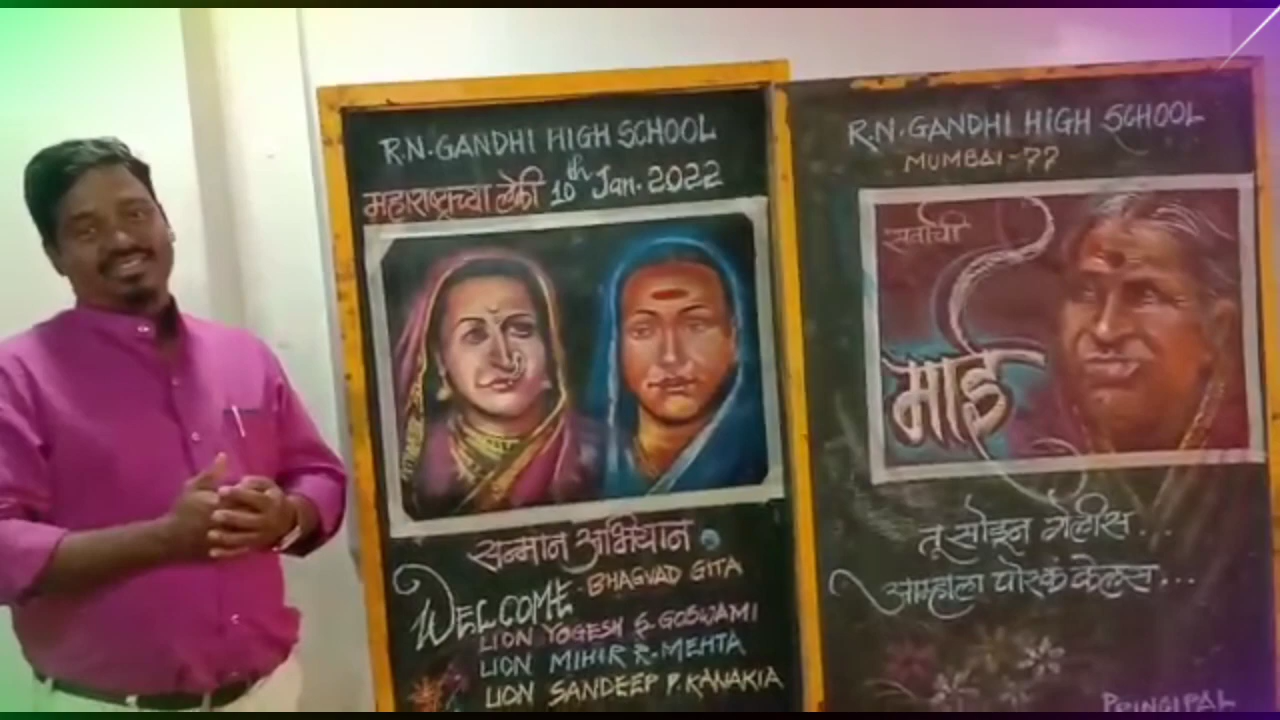 R.N.GANDHI HIGH SCHOOL
महाराष्ट्राच्या लेकी 10th Jan. 2022
सन्मान अभियान
WELCOME BHAGVAD GITA
LION YOGESH S. GOSWAMI
LION MIHIR R. MEHTA
LION SANDEEP P. KANAKIA
R.N.GANDHI HIGH SCHOOL
MUMBAI-77
सर्वांची
माई
तू सोडून गेलीस...
आम्हाला पोरकं केलस...
PRINCIPAL